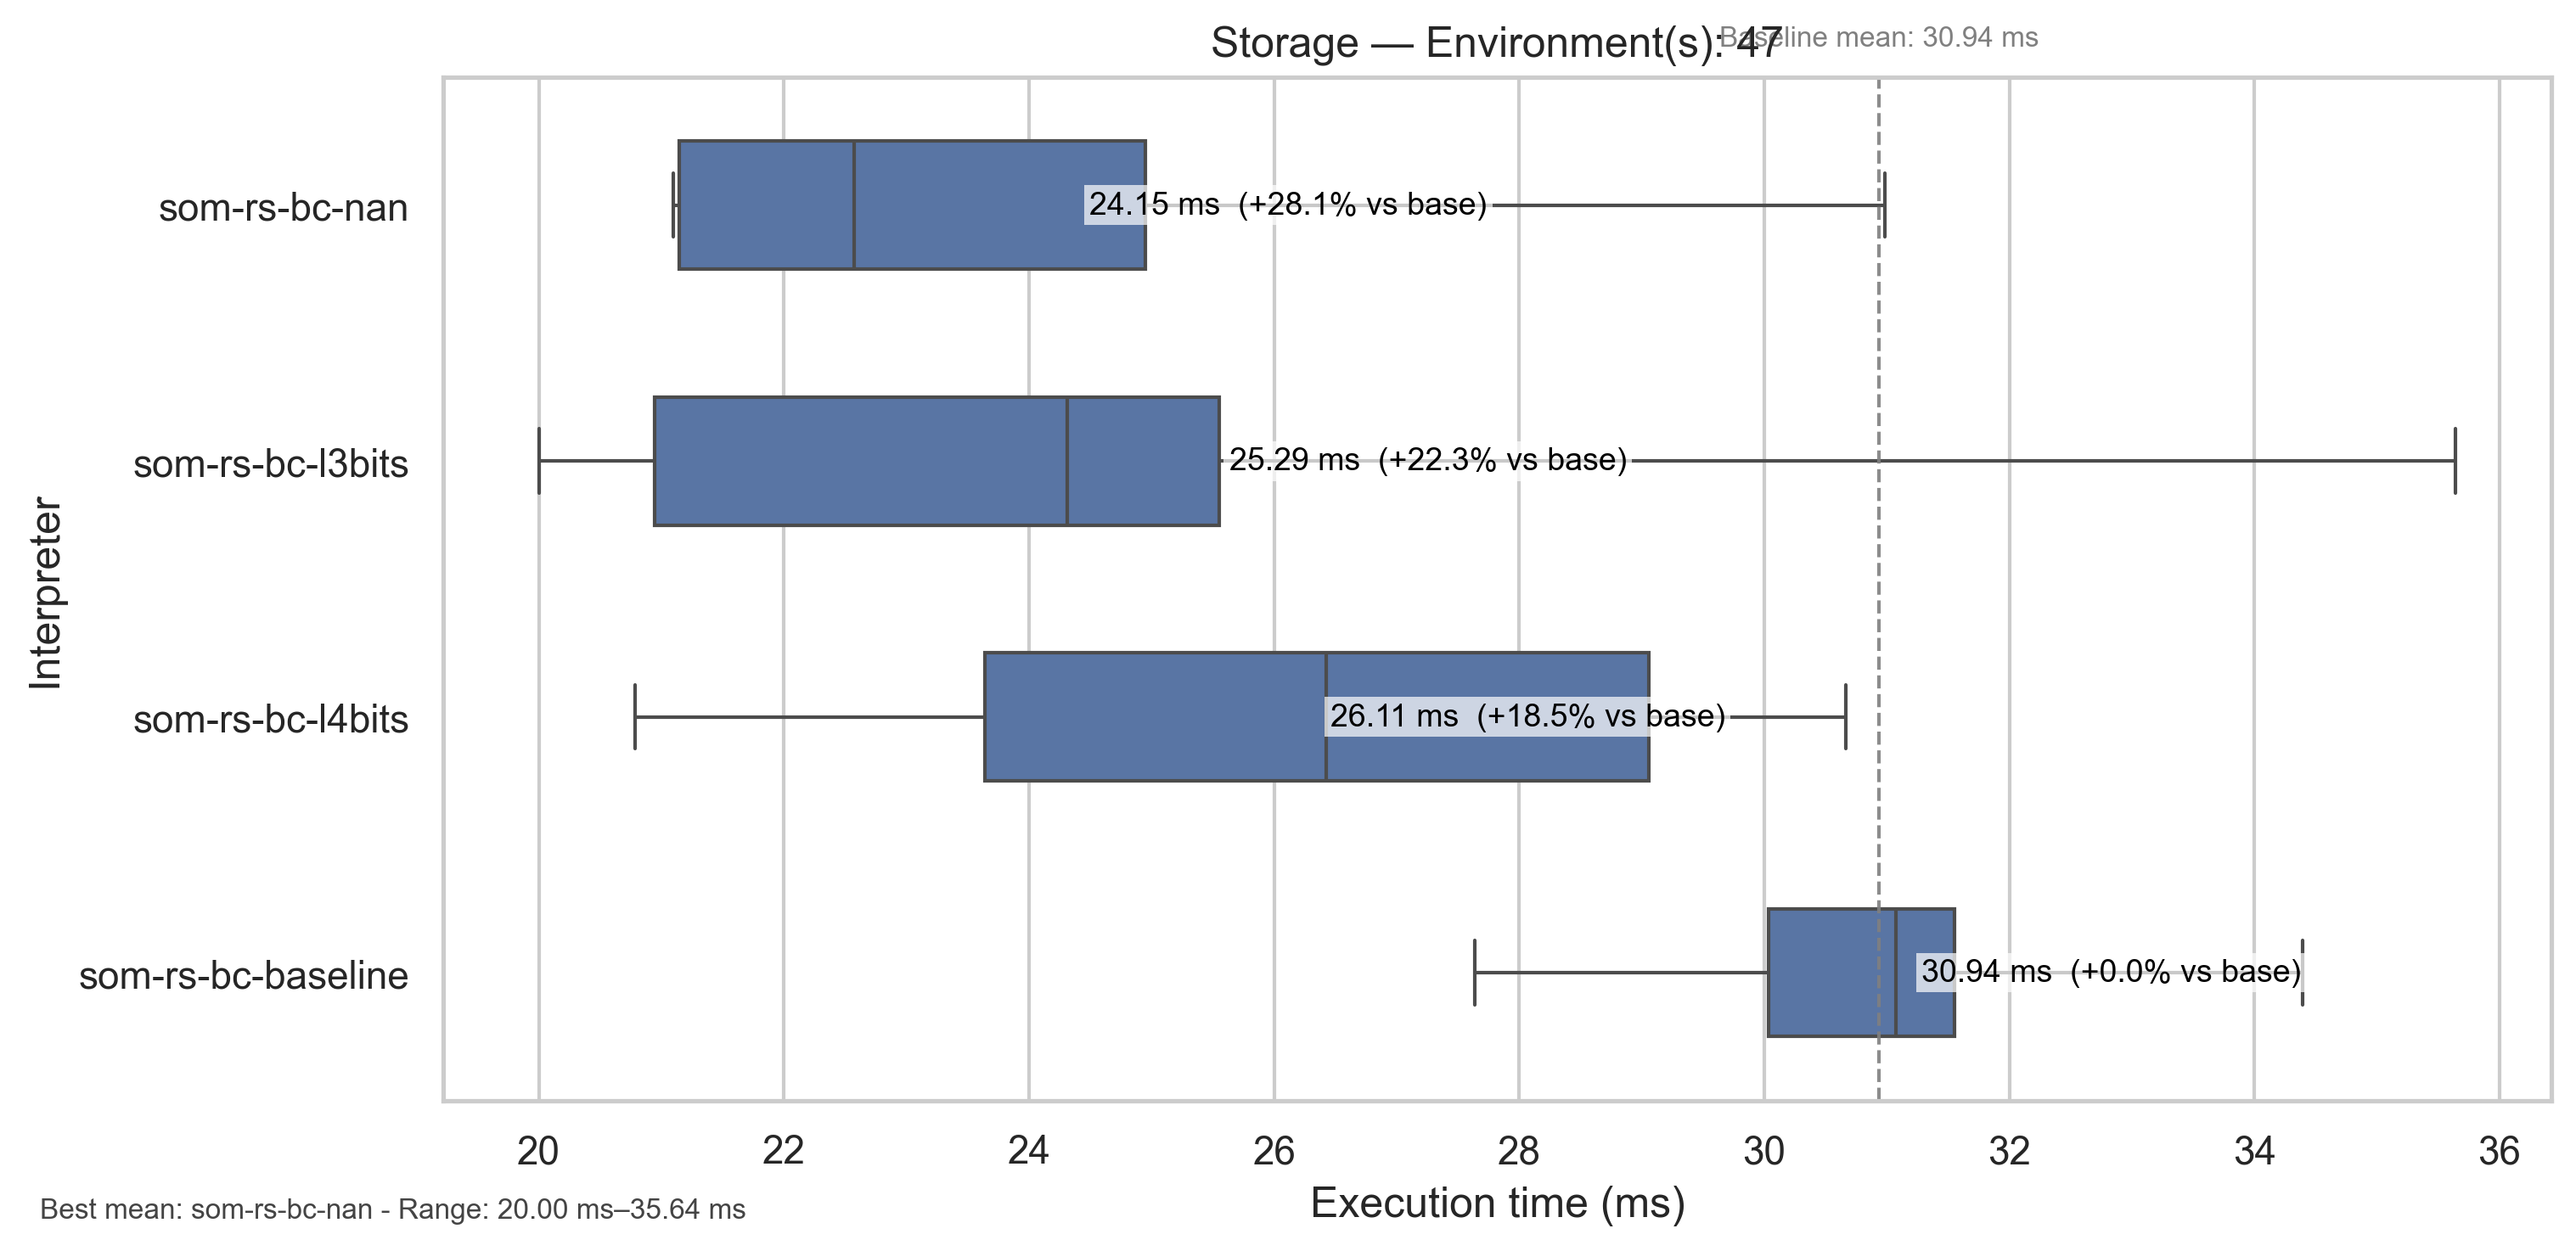 Storage — Environment(s): 47
Baseline mean: 30.94 ms
som-rs-bc-nan
24.15 ms (+28.1% vs base)
som-rs-bc-l3bits
25.29 ms (+22.3% vs base)
som-rs-bc-l4bits
26.11 ms (+18.5% vs base)
som-rs-bc-baseline
30.94 ms (+0.0% vs base)
Interpreter
20 22 24 26 28 30 32 34 36
Execution time (ms)
Best mean: som-rs-bc-nan - Range: 20.00 ms–35.64 ms